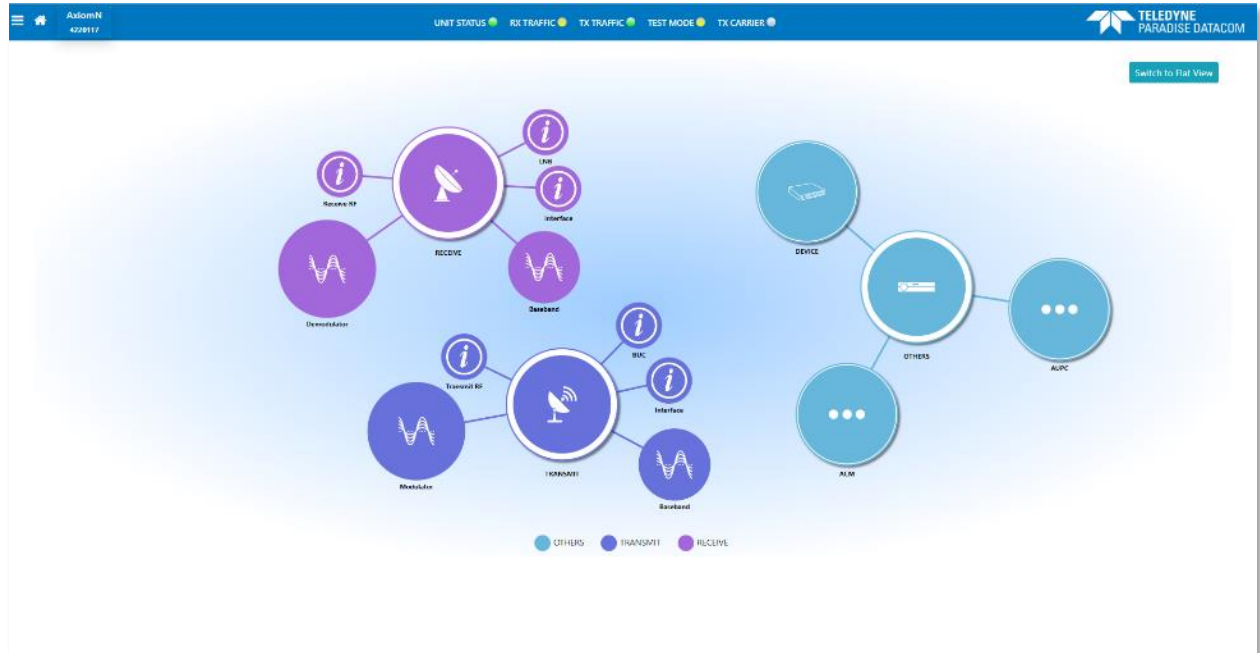 AxiomN
4220117
UNIT STATUS RX TRAFFIC TX TRAFFIC TEST MODE TX CARRIER
TELEDYNE
PARADISE DATACOM
Switch to Flat View
LNB
Receive RF
Interface
RECEIVE
Demodulator
Baseband
BUC
Transmit RF
Interface
TRANSMIT
Modulator
Baseband
DEVICE
OTHERS
AUPC
ALM
OTHERS TRANSMIT RECEIVE